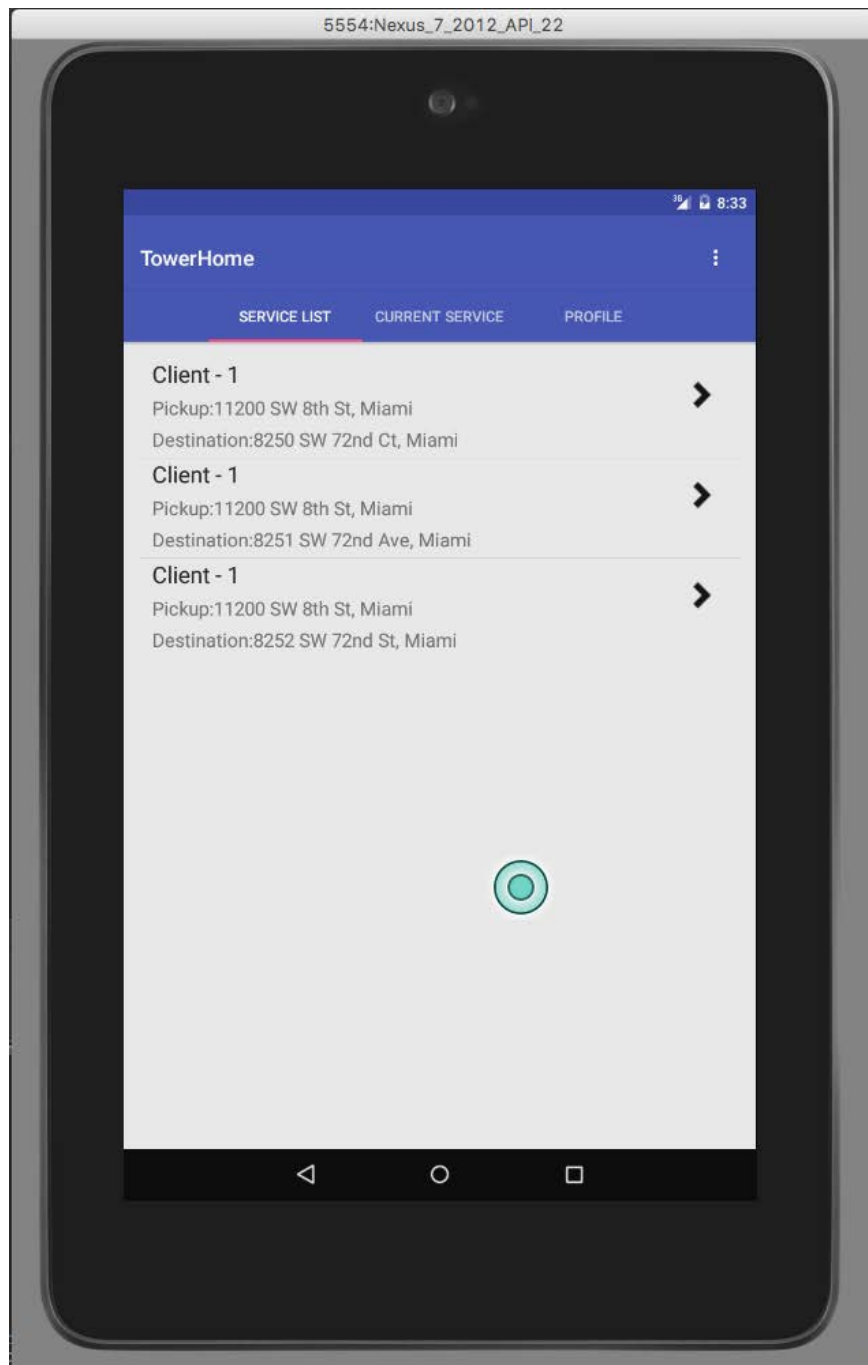 5554:Nexus_7_2012_API_22
3G 8:33
TowerHome
SERVICE LIST CURRENT SERVICE PROFILE
Client - 1
Pickup:11200 SW 8th St, Miami
Destination:8250 SW 72nd Ct, Miami
Client - 1
Pickup:11200 SW 8th St, Miami
Destination:8251 SW 72nd Ave, Miami
Client - 1
Pickup:11200 SW 8th St, Miami
Destination:8252 SW 72nd St, Miami